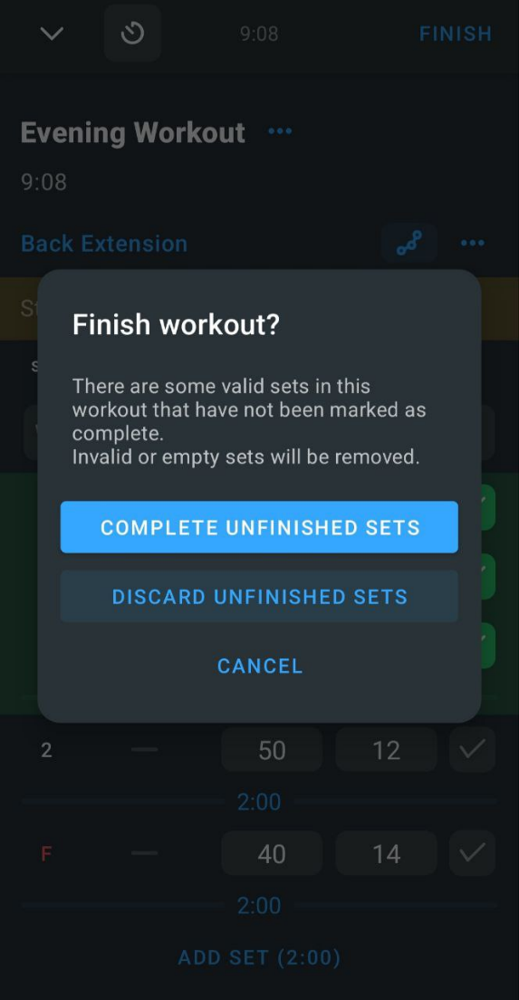 9:08
FINISH
Evening Workout
9:08
Back Extension
Finish workout?
There are some valid sets in this
workout that have not been marked as
complete.
Invalid or empty sets will be removed.
COMPLETE UNFINISHED SETS
DISCARD UNFINISHED SETS
CANCEL
2 — 50 12
2:00
F — 40 14
2:00
ADD SET (2:00)